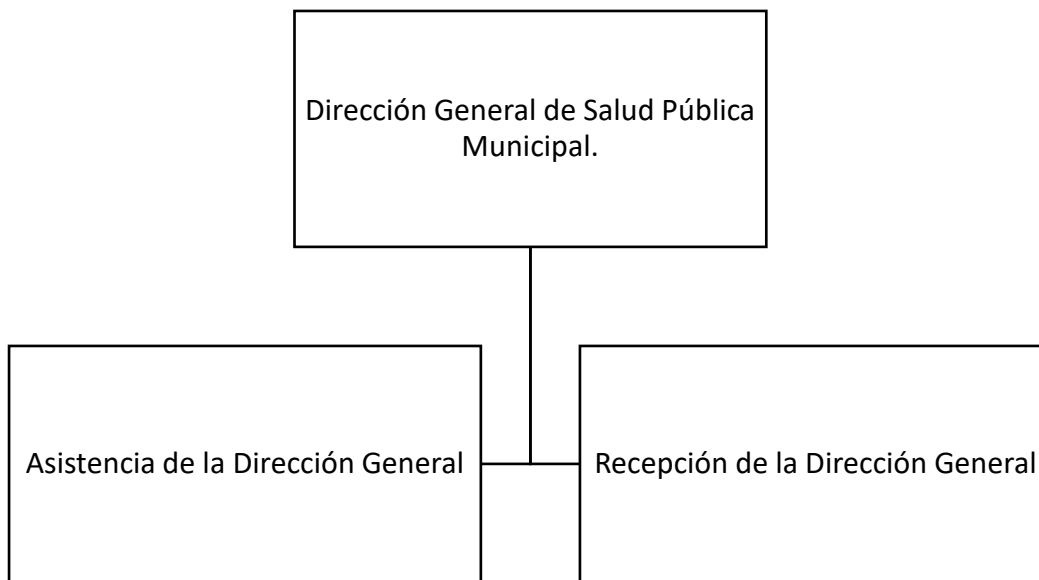 Dirección General de Salud Pública
Municipal.
Asistencia de la Dirección General
Recepción de la Dirección General